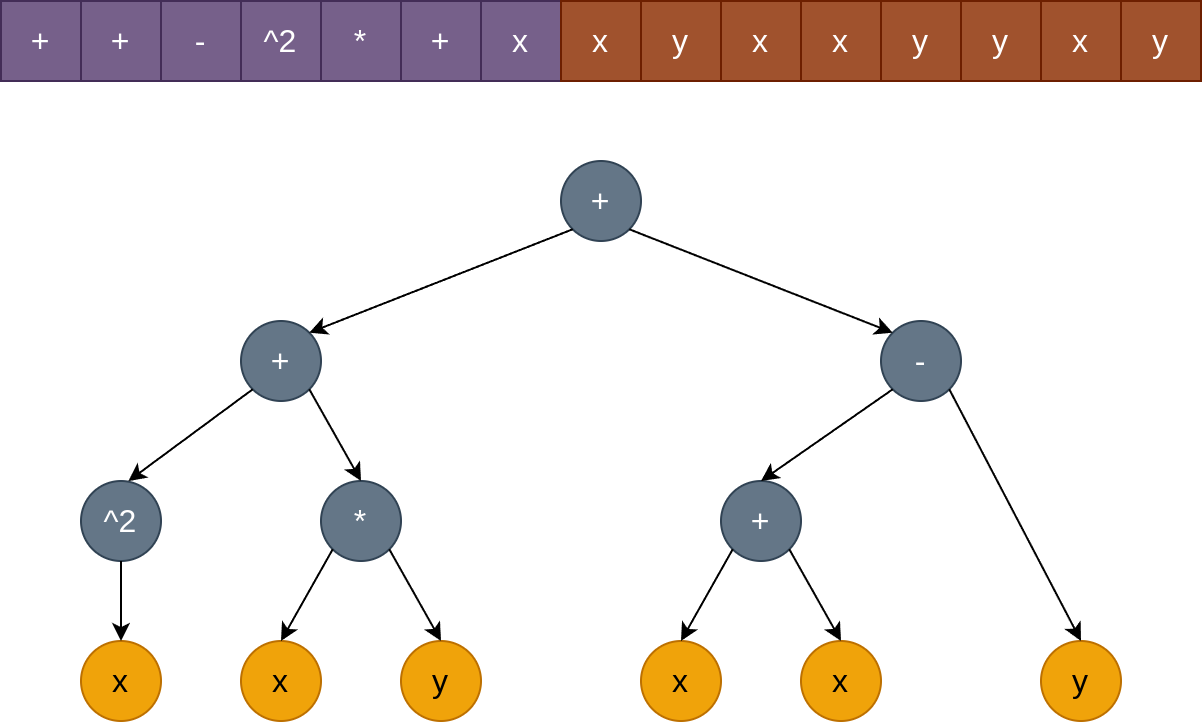 + + - ^2 * + x x y x x y y x y
+
+ -
^2 * +
x x y x x y